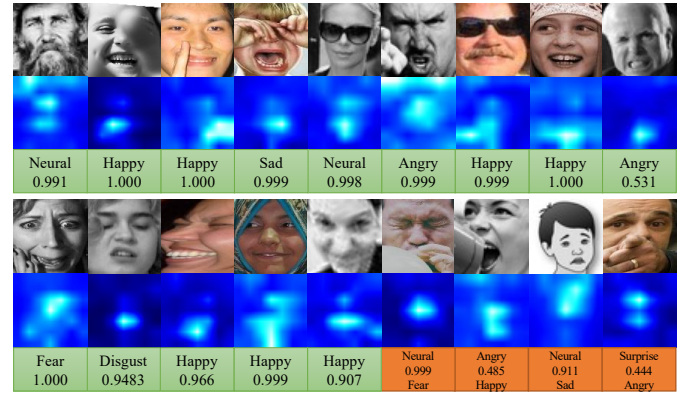 Neural Happy Happy Sad Neural Angry Happy Happy Angry
0.991 1.000 1.000 0.999 0.998 0.999 0.999 1.000 0.531
Fear Disgust Happy Happy Happy Neural Angry Neural Surprise
1.000 0.9483 0.966 0.999 0.907 0.999 0.485 0.911 0.444
Fear Happy Sad Angry